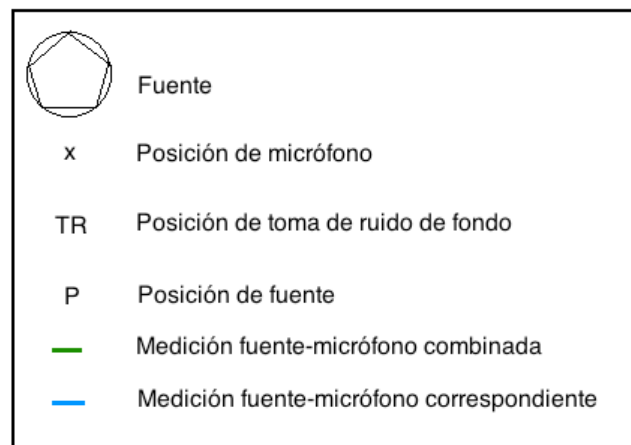 Fuente
x Posición de micrófono
TR Posición de toma de ruido de fondo
P Posición de fuente
Medición fuente-micrófono combinada
Medición fuente-micrófono correspondiente